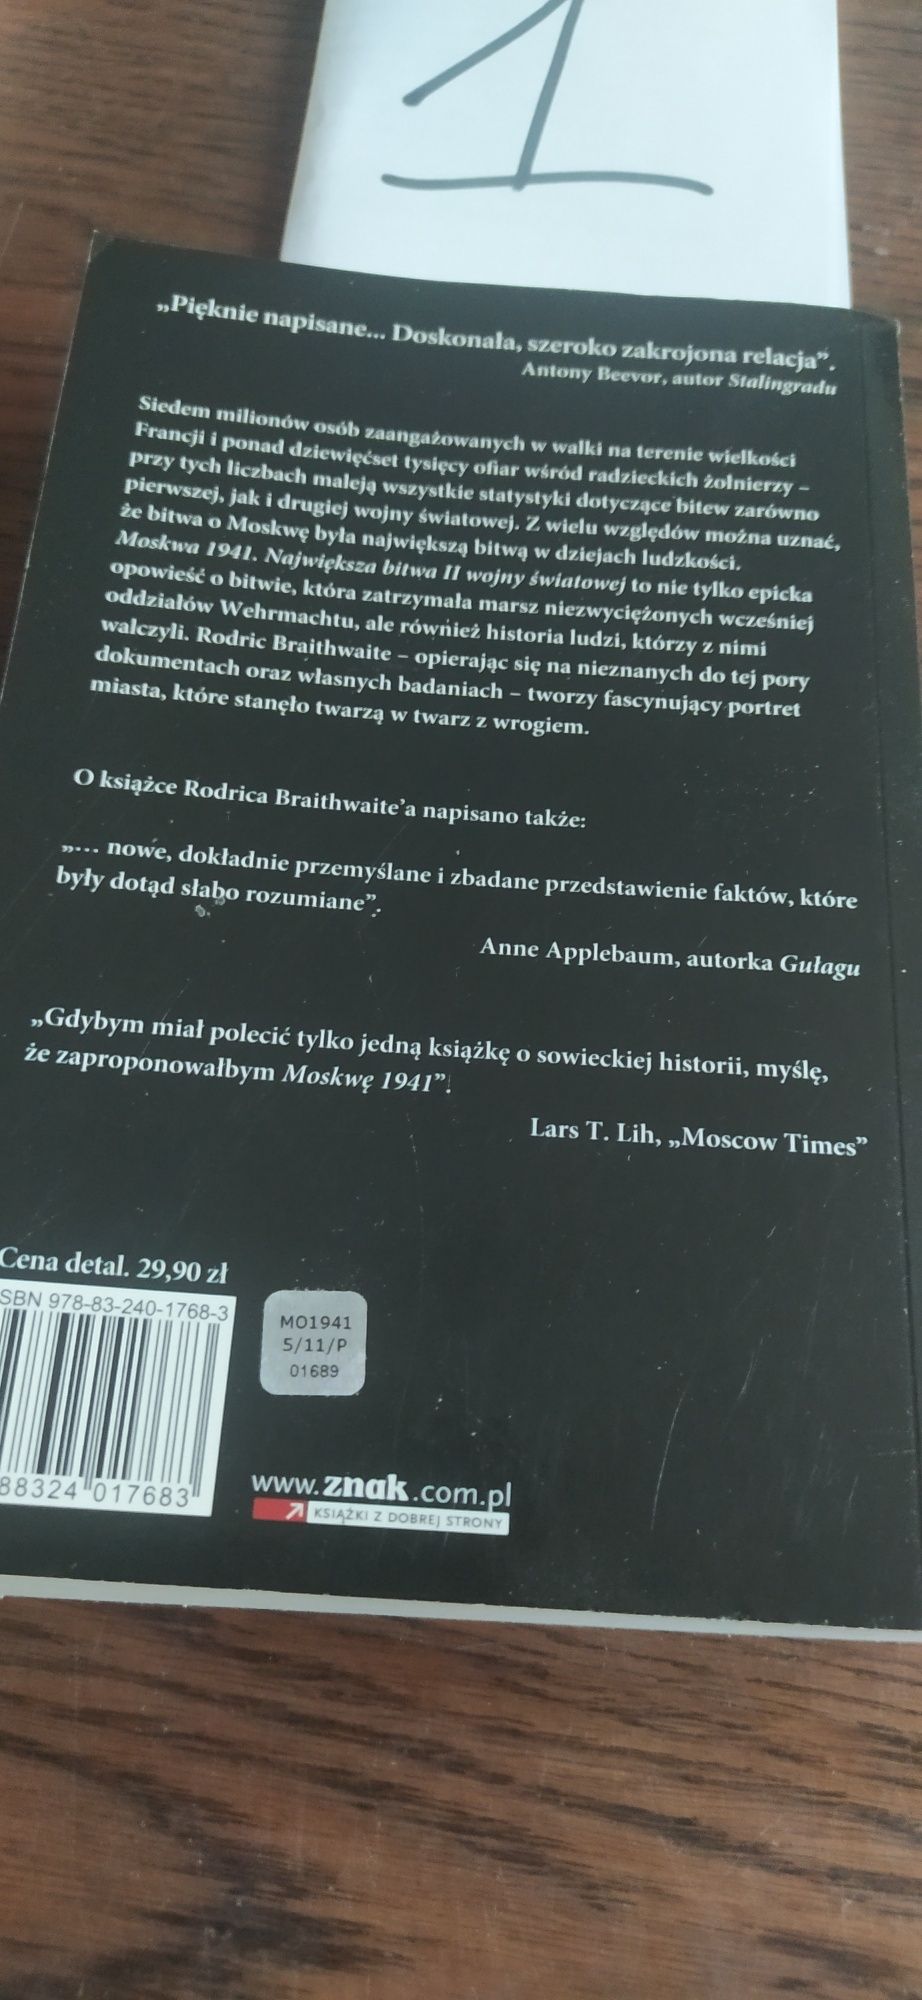 1
„Pięknie napisane... Doskonała, szeroko zakrojona relacja”.
Antony Beevor, autor Stalingradu
Siedem milionów osób zaangażowanych w walki na terenie wielkości
Francji i ponad dziewięćset tysięcy ofiar wśród radzieckich żołnierzy –
przy tych liczbach maleją wszystkie statystyki dotyczące bitew zarówno
pierwszej, jak i drugiej wojny światowej. Z wielu względów można uznać,
że bitwa o Moskwę była największą bitwą w dziejach ludzkości.
Moskwa 1941. Największa bitwa II wojny światowej to nie tylko epicka
opowieść o bitwie, która zatrzymała marsz niezwyciężonych wcześniej
oddziałów Wehrmachtu, ale również historia ludzi, którzy z nimi
walczyli. Rodric Braithwaite – opierając się na nieznanych do tej pory
dokumentach oraz własnych badaniach – tworzy fascynujący portret
miasta, które stanęło twarzą w twarz z wrogiem.
O książce Rodrica Braithwaite’a napisano także:
„... nowe, dokładnie przemyślane i zbadane przedstawienie faktów, które
były dotąd słabo rozumiane”.
Anne Applebaum, autorka Gułagu
„Gdybym miał polecić tylko jedną książkę o sowieckiej historii, myślę,
że zaproponowałbym Moskwę 1941”.
Lars T. Lih, „Moscow Times”
Cena detal. 29,90 zł
SBN 978-83-240-1768-3
MO1941
5/11/P
01689
88324 017683
www.znak.com.pl
KSIĄŻKI Z DOBREJ STRONY